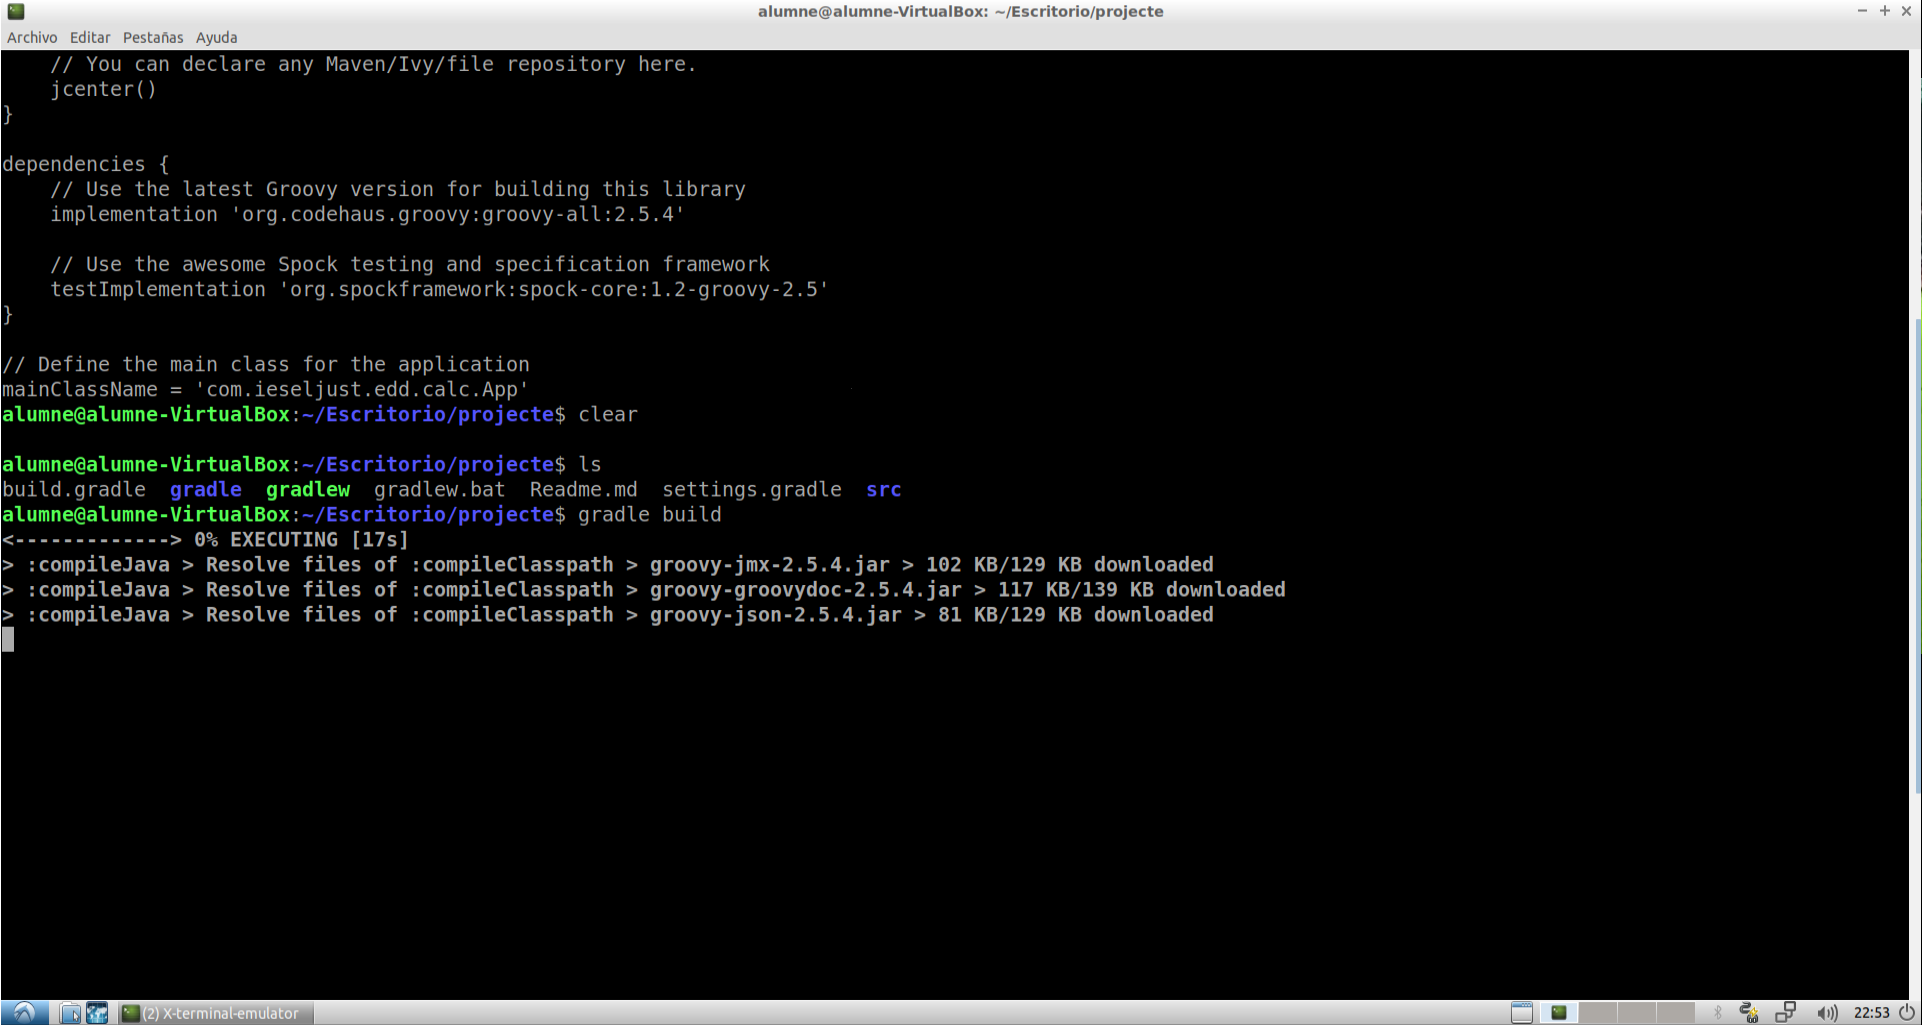 alumne@alumne-VirtualBox: ~/Escritorio/projecte
Archivo Editar Pestañas Ayuda
    // You can declare any Maven/Ivy/file repository here.
    jcenter()
}
dependencies {
    // Use the latest Groovy version for building this library
    implementation 'org.codehaus.groovy:groovy-all:2.5.4'
    // Use the awesome Spock testing and specification framework
    testImplementation 'org.spockframework:spock-core:1.2-groovy-2.5'
}
// Define the main class for the application
mainClassName = 'com.ieseljust.edd.calc.App'
alumne@alumne-VirtualBox:~/Escritorio/projecte$ clear
alumne@alumne-VirtualBox:~/Escritorio/projecte$ ls
build.gradle  gradle  gradlew  gradlew.bat  Readme.md  settings.gradle  src
alumne@alumne-VirtualBox:~/Escritorio/projecte$ gradle build
<-------------> 0% EXECUTING [17s]
> :compileJava > Resolve files of :compileClasspath > groovy-jmx-2.5.4.jar > 102 KB/129 KB downloaded
> :compileJava > Resolve files of :compileClasspath > groovy-groovydoc-2.5.4.jar > 117 KB/139 KB downloaded
> :compileJava > Resolve files of :compileClasspath > groovy-json-2.5.4.jar > 81 KB/129 KB downloaded
(2) X-terminal-emulator
22:53